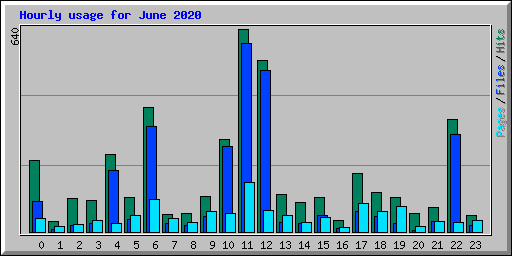 Hourly usage for June 2020
640
Pages/Files/Hits
0 1 2 3 4 5 6 7 8 9 10 11 12 13 14 15 16 17 18 19 20 21 22 23